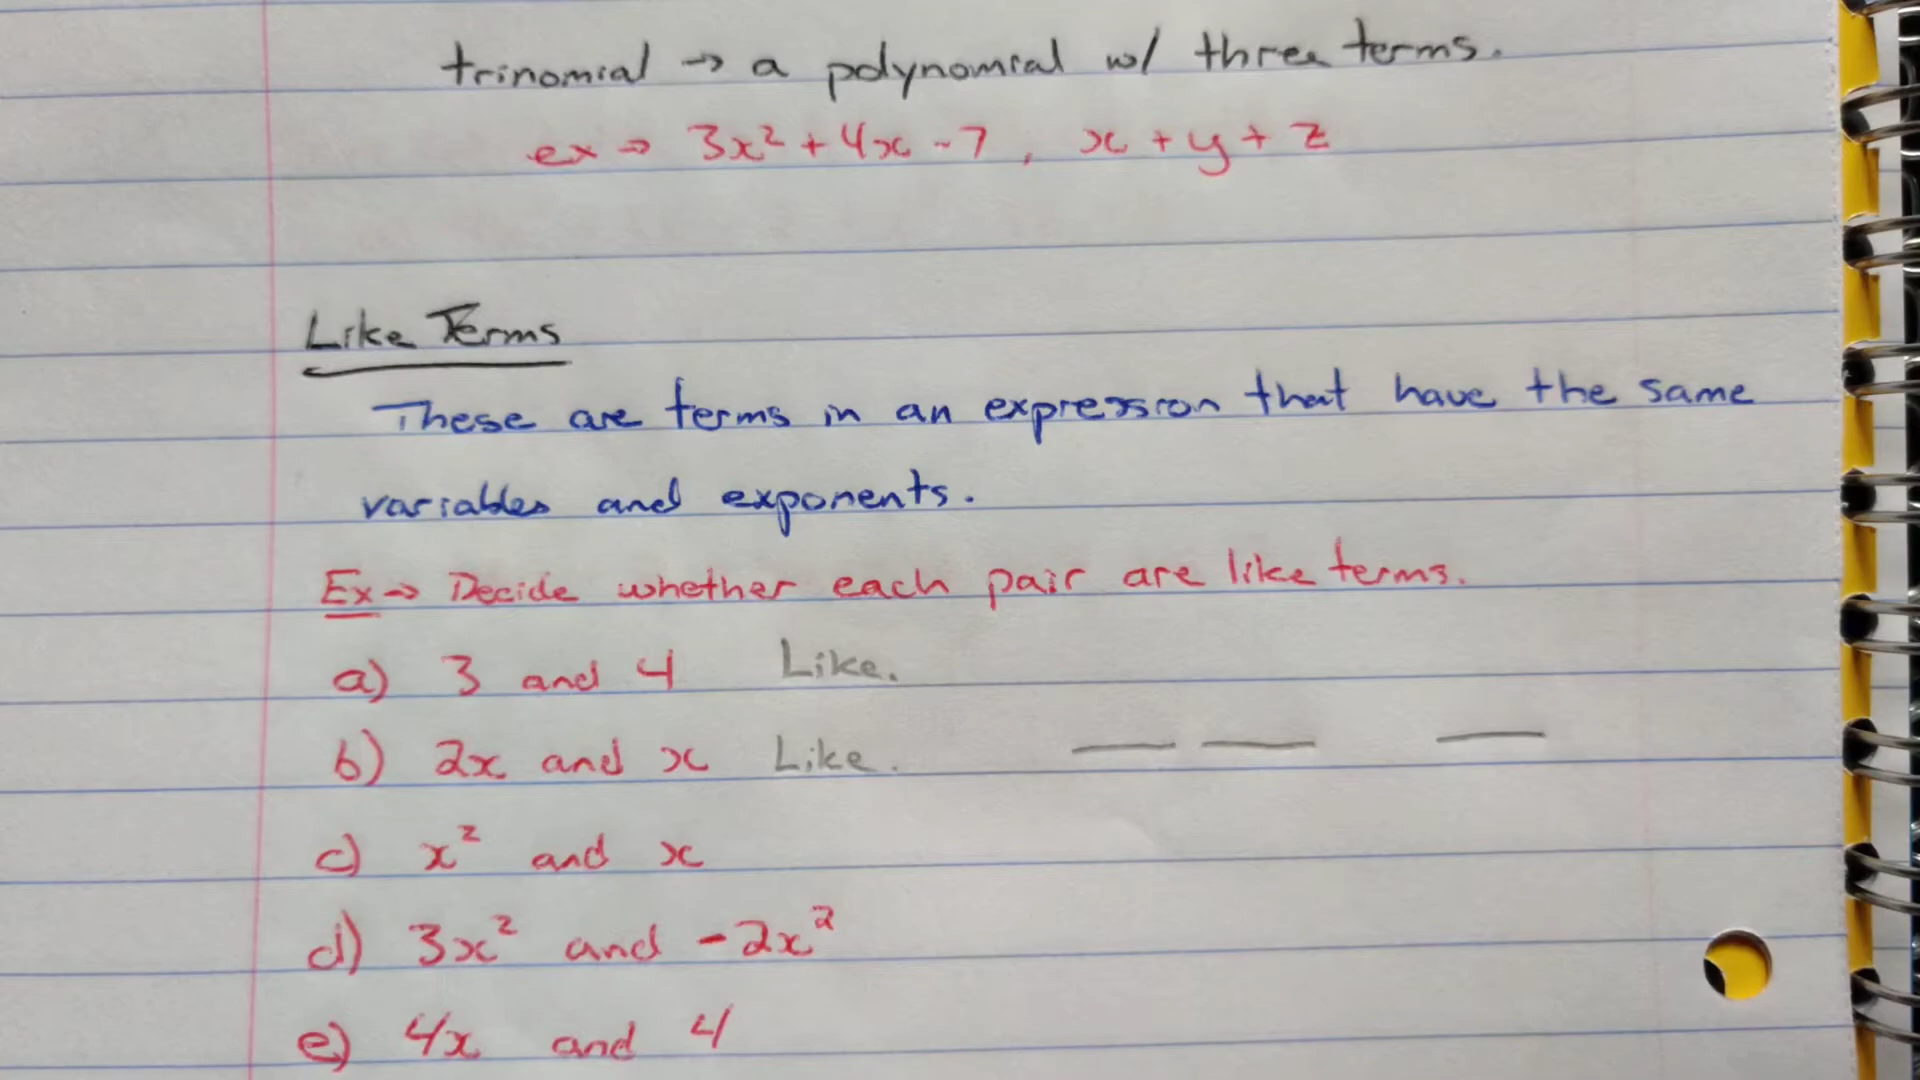 trinomial → a polynomial w/ three terms.
ex → 3x² + 4x - 7, x + y + z
Like Terms
These are terms in an expression that have the same
variables and exponents.
Ex → Decide whether each pair are like terms.
a) 3 and 4 Like.
b) 2x and x Like.
c) x² and x
d) 3x² and -2x²
e) 4x and 4